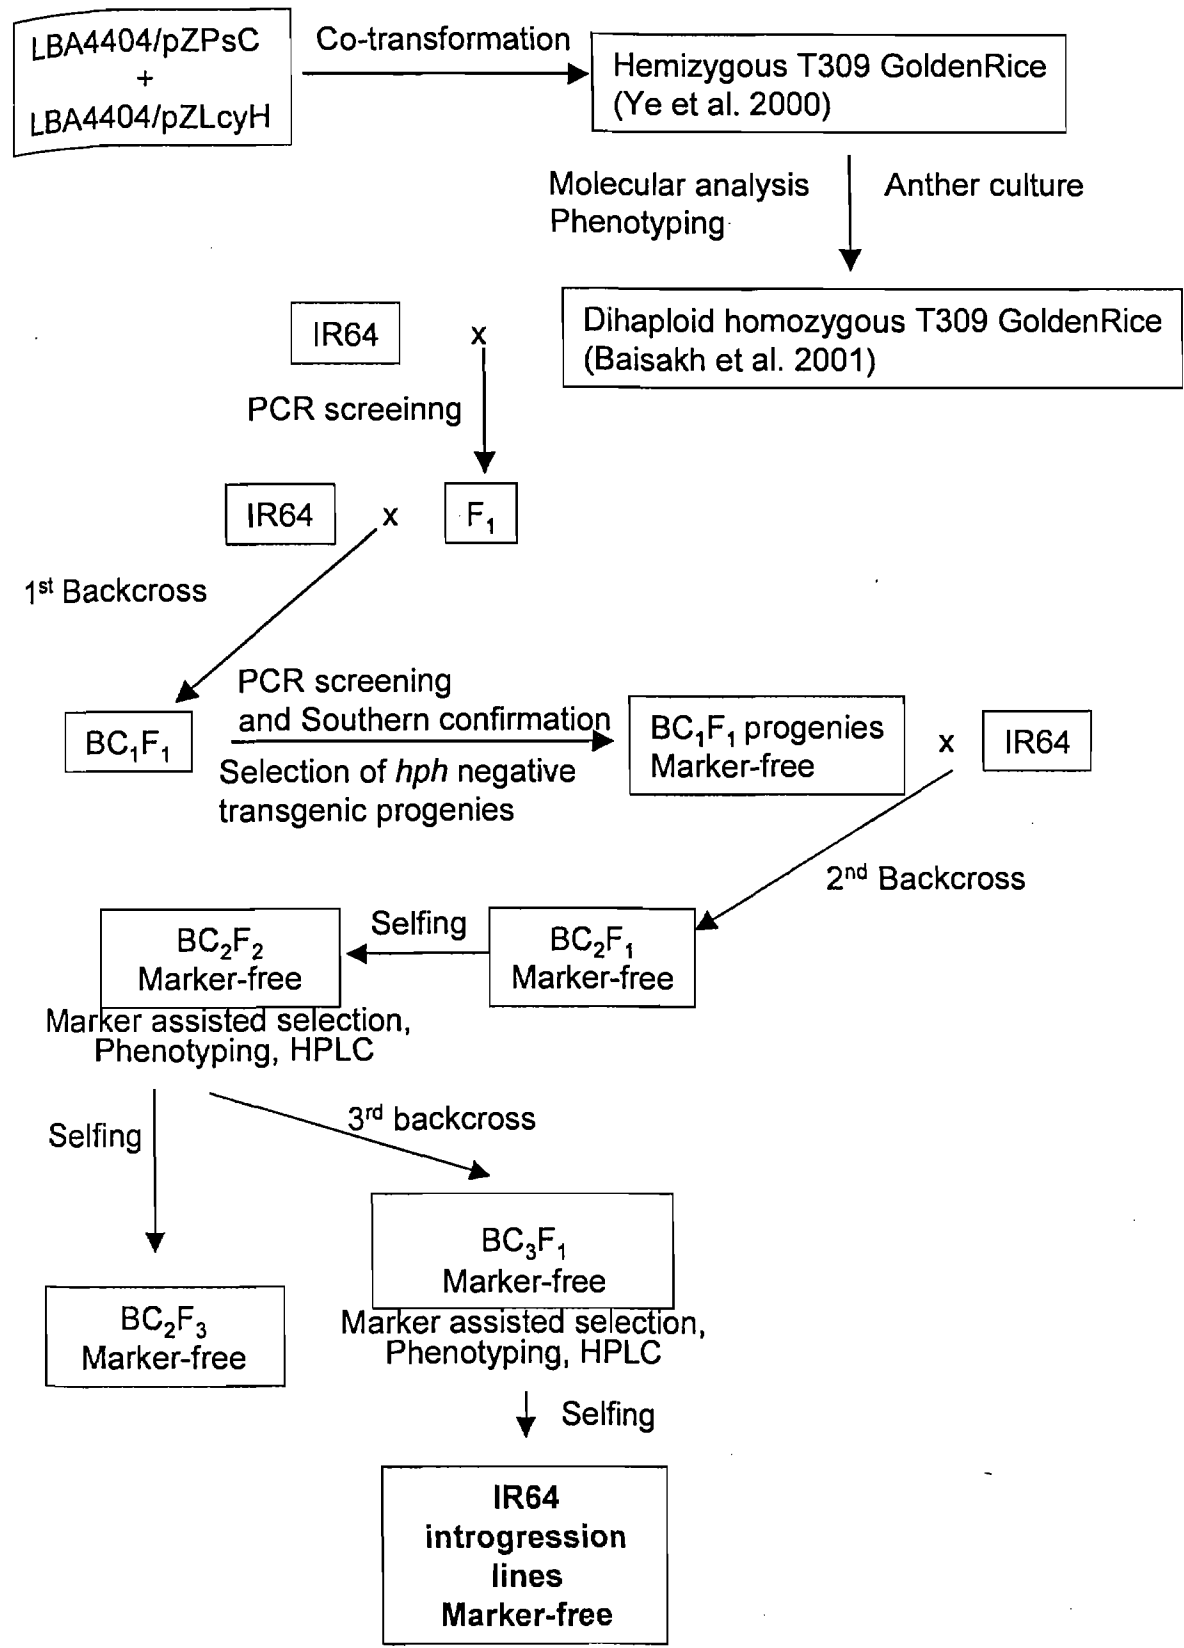 LBA4404/pZPsC
+
LBA4404/pZLcyH
Co-transformation
Hemizygous T309 GoldenRice
(Ye et al. 2000)
Molecular analysis
Phenotyping
Anther culture
Dihaploid homozygous T309 GoldenRice
(Baisakh et al. 2001)
IR64
x
PCR screeinng
IR64
x
F₁
1ˢᵗ Backcross
BC₁F₁
PCR screening
and Southern confirmation
Selection of hph negative
transgenic progenies
BC₁F₁ progenies
Marker-free
x
IR64
2ⁿᵈ Backcross
BC₂F₁
Marker-free
Selfing
BC₂F₂
Marker-free
Marker assisted selection,
Phenotyping, HPLC
Selfing
3ʳᵈ backcross
BC₂F₃
Marker-free
BC₃F₁
Marker-free
Marker assisted selection,
Phenotyping, HPLC
Selfing
IR64
introgression
lines
Marker-free